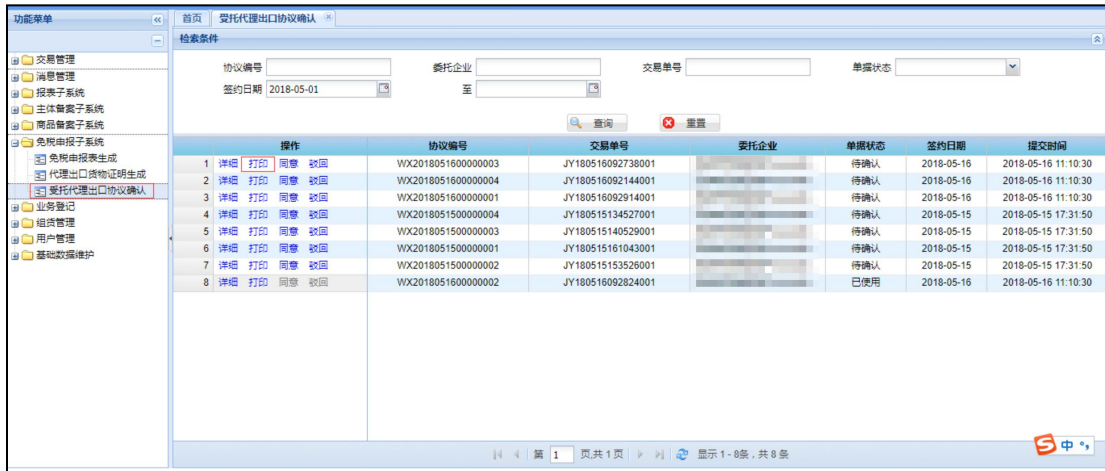 功能菜单
首页 受托代理出口协议确认
检索条件
交易管理
消息管理
报表子系统
主体备案子系统
商品备案子系统
免税申报子系统
免税申报表生成
代理出口货物证明生成
受托代理出口协议确认
业务登记
组货管理
用户管理
基础数据维护
协议编号 委托企业 交易单号 单据状态
签约日期 2018-05-01 至
查询 重置
操作 协议编号 交易单号 委托企业 单据状态 签约日期 提交时间
1 详细 打印 同意 驳回 WX2018051600000003 JY180516092738001 待确认 2018-05-16 2018-05-16 11:10:30
2 详细 打印 同意 驳回 WX2018051600000004 JY180516092144001 待确认 2018-05-16 2018-05-16 11:10:30
3 详细 打印 同意 驳回 WX2018051600000001 JY180516092914001 待确认 2018-05-16 2018-05-16 11:10:30
4 详细 打印 同意 驳回 WX2018051500000004 JY180515134527001 待确认 2018-05-15 2018-05-15 17:31:50
5 详细 打印 同意 驳回 WX2018051500000003 JY180515140529001 待确认 2018-05-15 2018-05-15 17:31:50
6 详细 打印 同意 驳回 WX2018051500000001 JY180515161043001 待确认 2018-05-15 2018-05-15 17:31:50
7 详细 打印 同意 驳回 WX2018051500000002 JY180515153526001 待确认 2018-05-15 2018-05-15 17:31:50
8 详细 打印 同意 驳回 WX2018051600000002 JY180516092824001 已使用 2018-05-16 2018-05-16 11:10:30
第 1 页,共 1 页 显示 1 - 8条，共 8 条
S 中